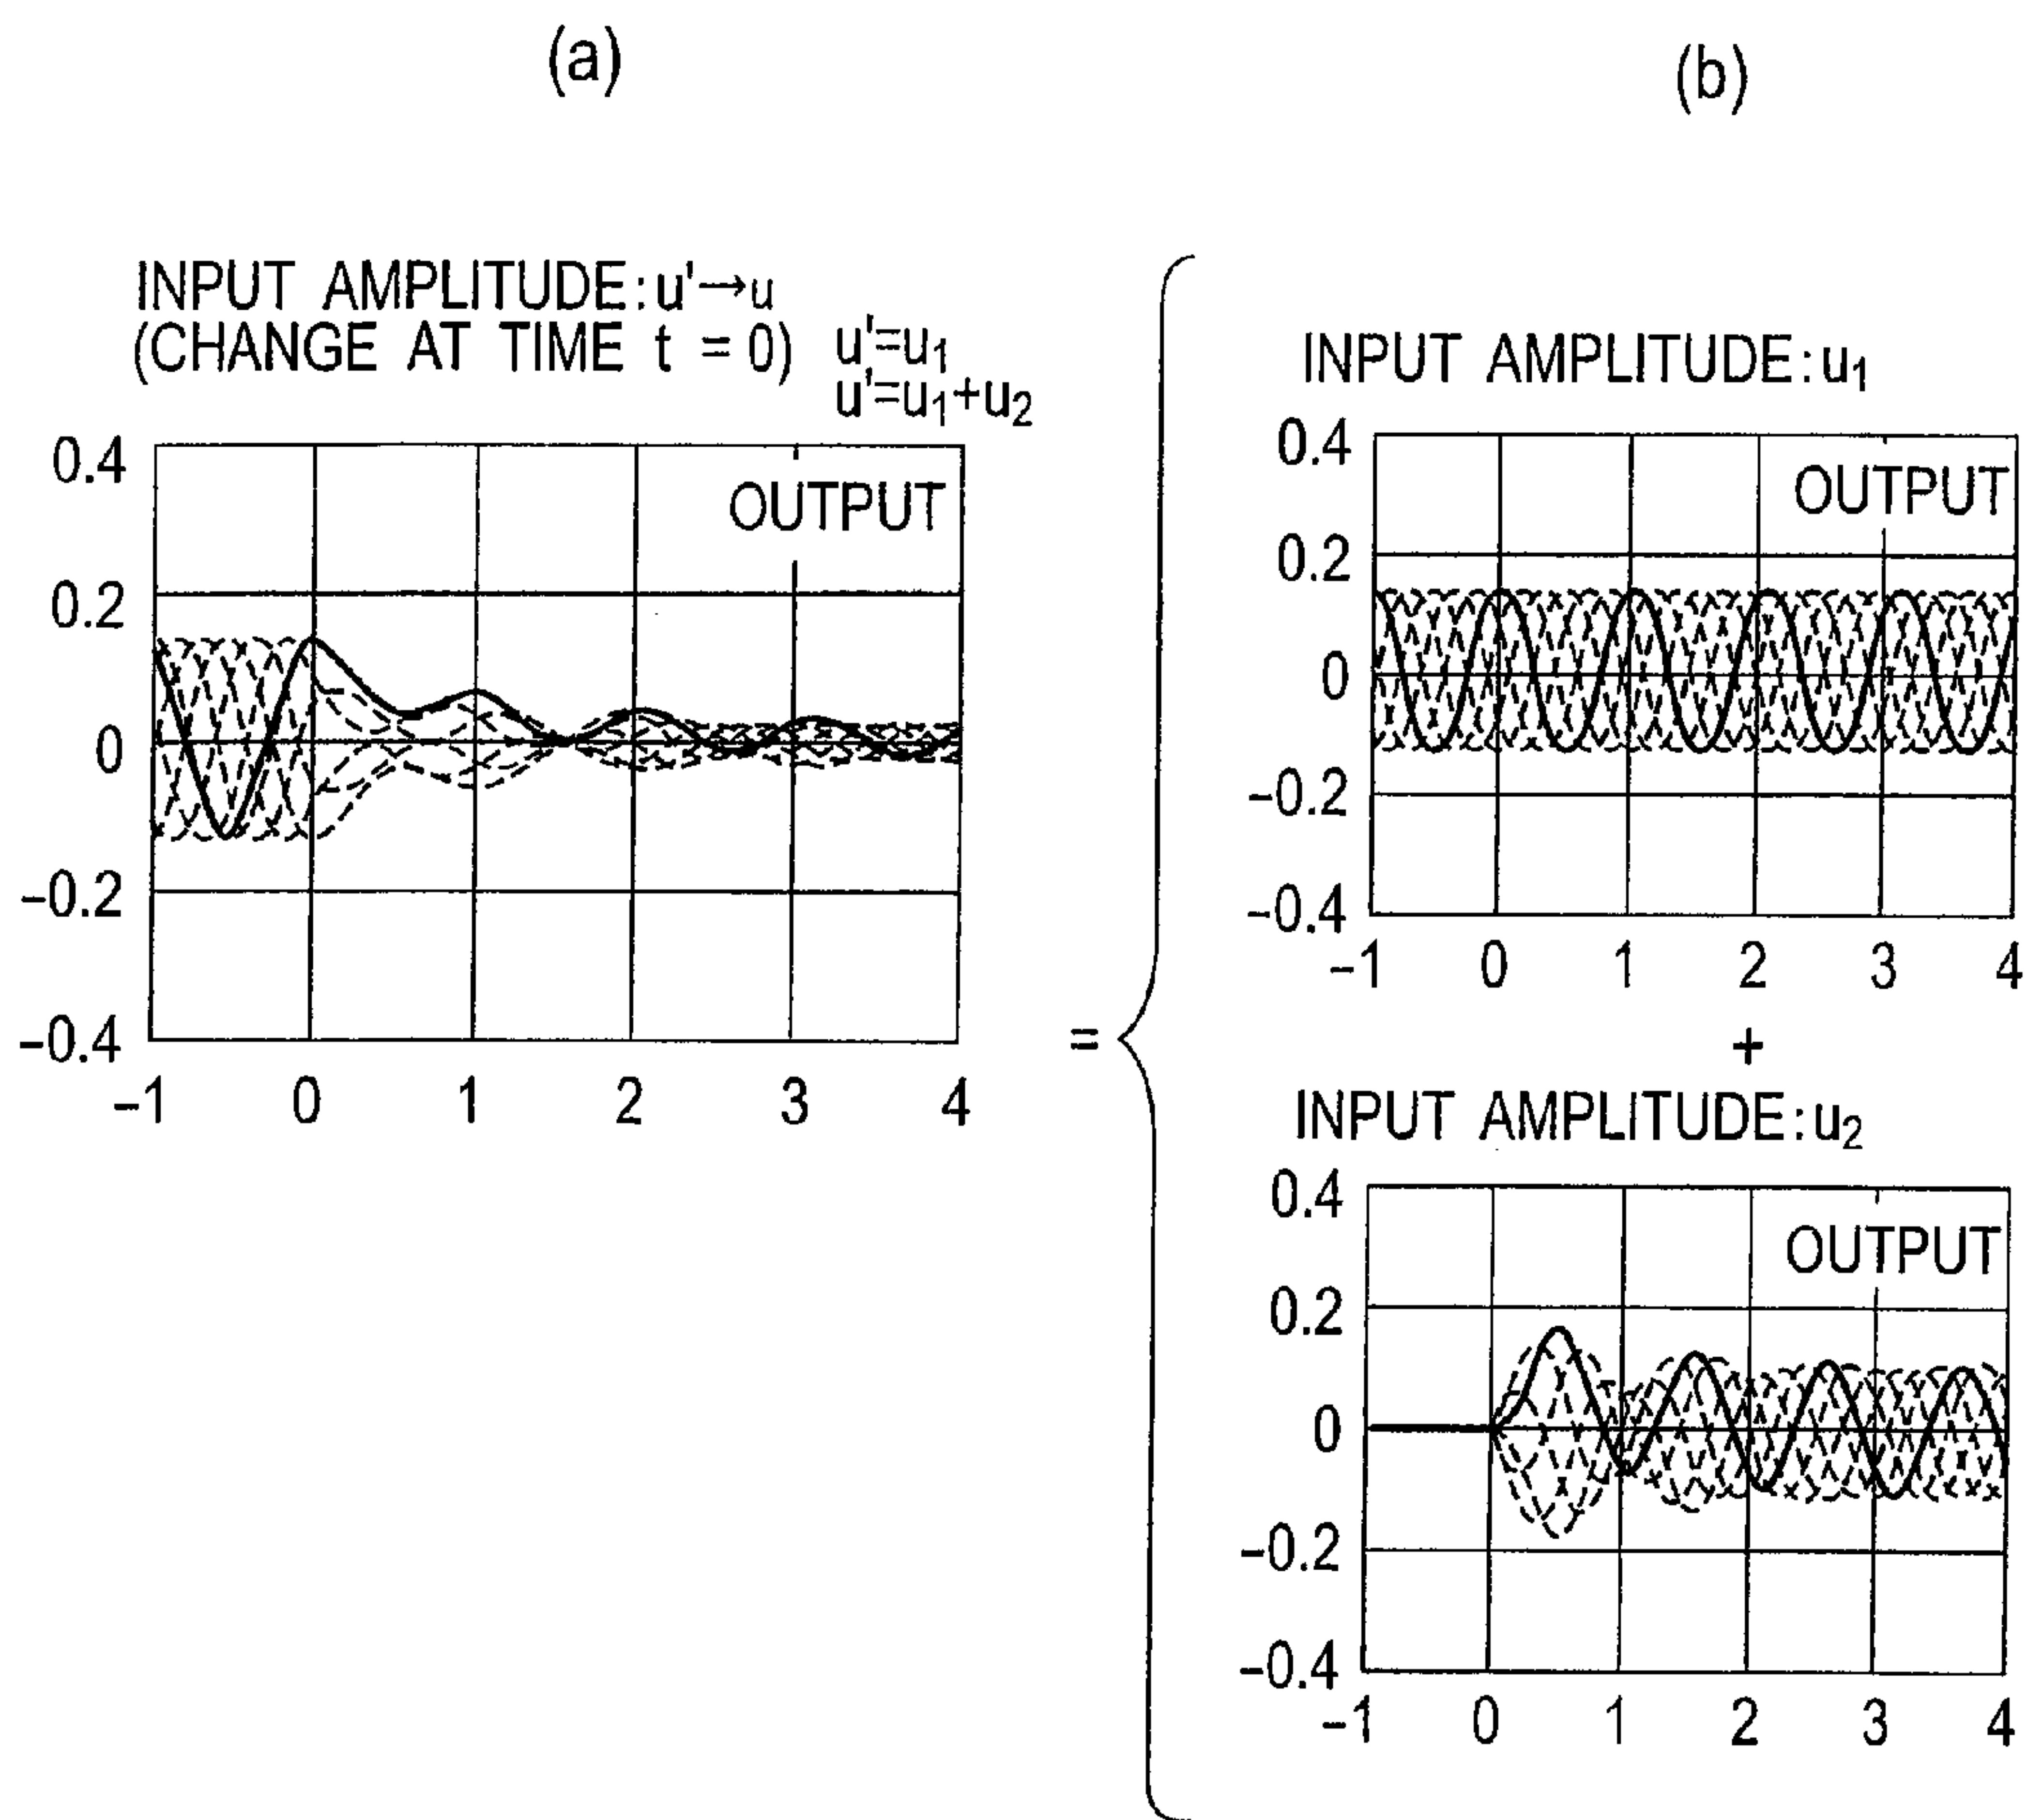 (a)
INPUT AMPLITUDE:u'→u
(CHANGE AT TIME t = 0)
u'=u₁
u'=u₁+u₂
0.4
0.2
0
-0.2
-0.4
OUTPUT
-1 0 1 2 3 4
=
(b)
INPUT AMPLITUDE:u₁
0.4
0.2
0
-0.2
-0.4
OUTPUT
-1 0 1 2 3 4
+
INPUT AMPLITUDE:u₂
0.4
0.2
0
-0.2
-0.4
OUTPUT
-1 0 1 2 3 4